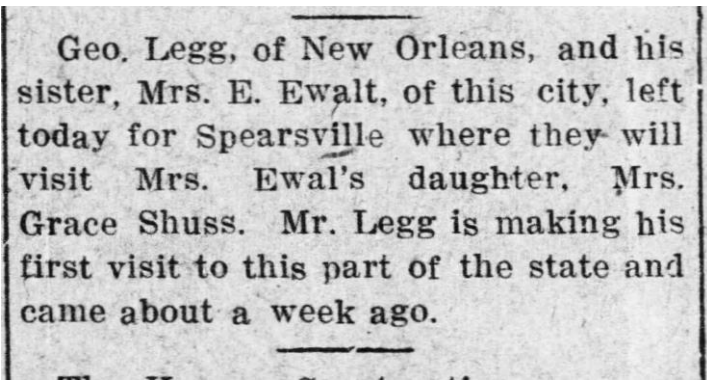 Geo. Legg, of New Orleans, and his
sister, Mrs. E. Ewalt, of this city, left
today for Spearsville where they will
visit Mrs. Ewal's daughter, Mrs.
Grace Shuss. Mr. Legg is making his
first visit to this part of the state and
came about a week ago.